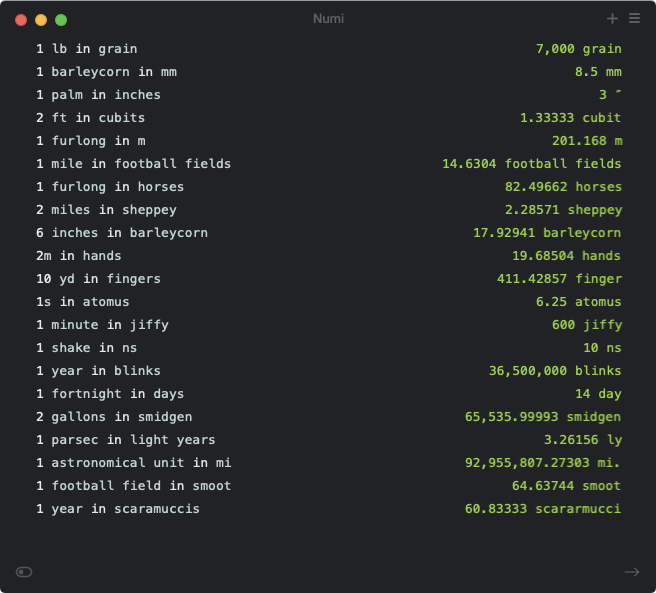 Numi
1 lb in grain 7,000 grain
1 barleycorn in mm 8.5 mm
1 palm in inches 3 ″
2 ft in cubits 1.33333 cubit
1 furlong in m 201.168 m
1 mile in football fields 14.6304 football fields
1 furlong in horses 82.49662 horses
2 miles in sheppey 2.28571 sheppey
6 inches in barleycorn 17.92941 barleycorn
2m in hands 19.68504 hands
10 yd in fingers 411.42857 finger
1s in atomus 6.25 atomus
1 minute in jiffy 600 jiffy
1 shake in ns 10 ns
1 year in blinks 36,500,000 blinks
1 fortnight in days 14 day
2 gallons in smidgen 65,535.99993 smidgen
1 parsec in light years 3.26156 ly
1 astronomical unit in mi 92,955,807.27303 mi.
1 football field in smoot 64.63744 smoot
1 year in scaramuccis 60.83333 scararmucci